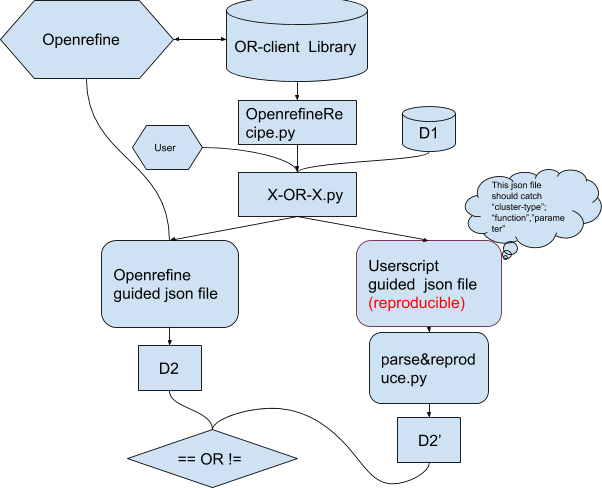 Openrefine
OR-client Library
OpenrefineRe
cipe.py
D1
User
X-OR-X.py
This json file
should catch
“cluster-type”;
“function”,”parame
ter”
Openrefine
guided json file
Userscript
guided json file
(reproducible)
D2
parse&reprod
uce.py
D2’
== OR !=